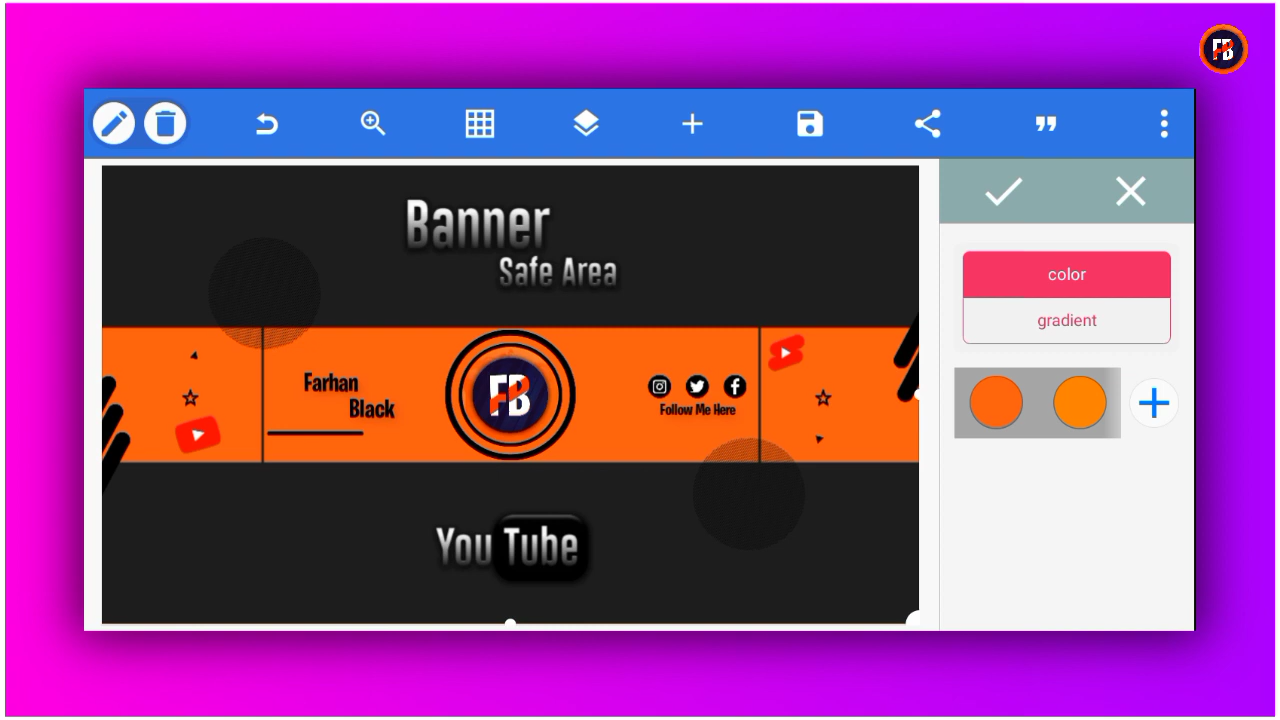 FB
Banner
Safe Area
color
gradient
Farhan
Black
FB
Follow Me Here
You Tube